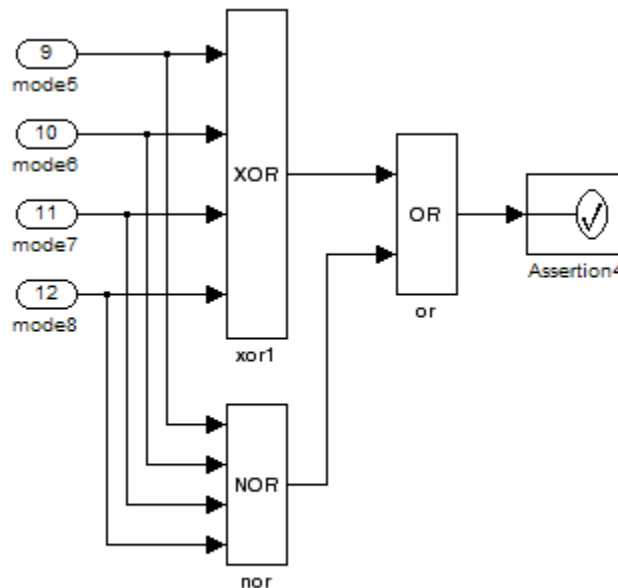 9
mode5
10
mode6
11
mode7
12
mode8
XOR
xor1
OR
or
Assertion4
NOR
nor